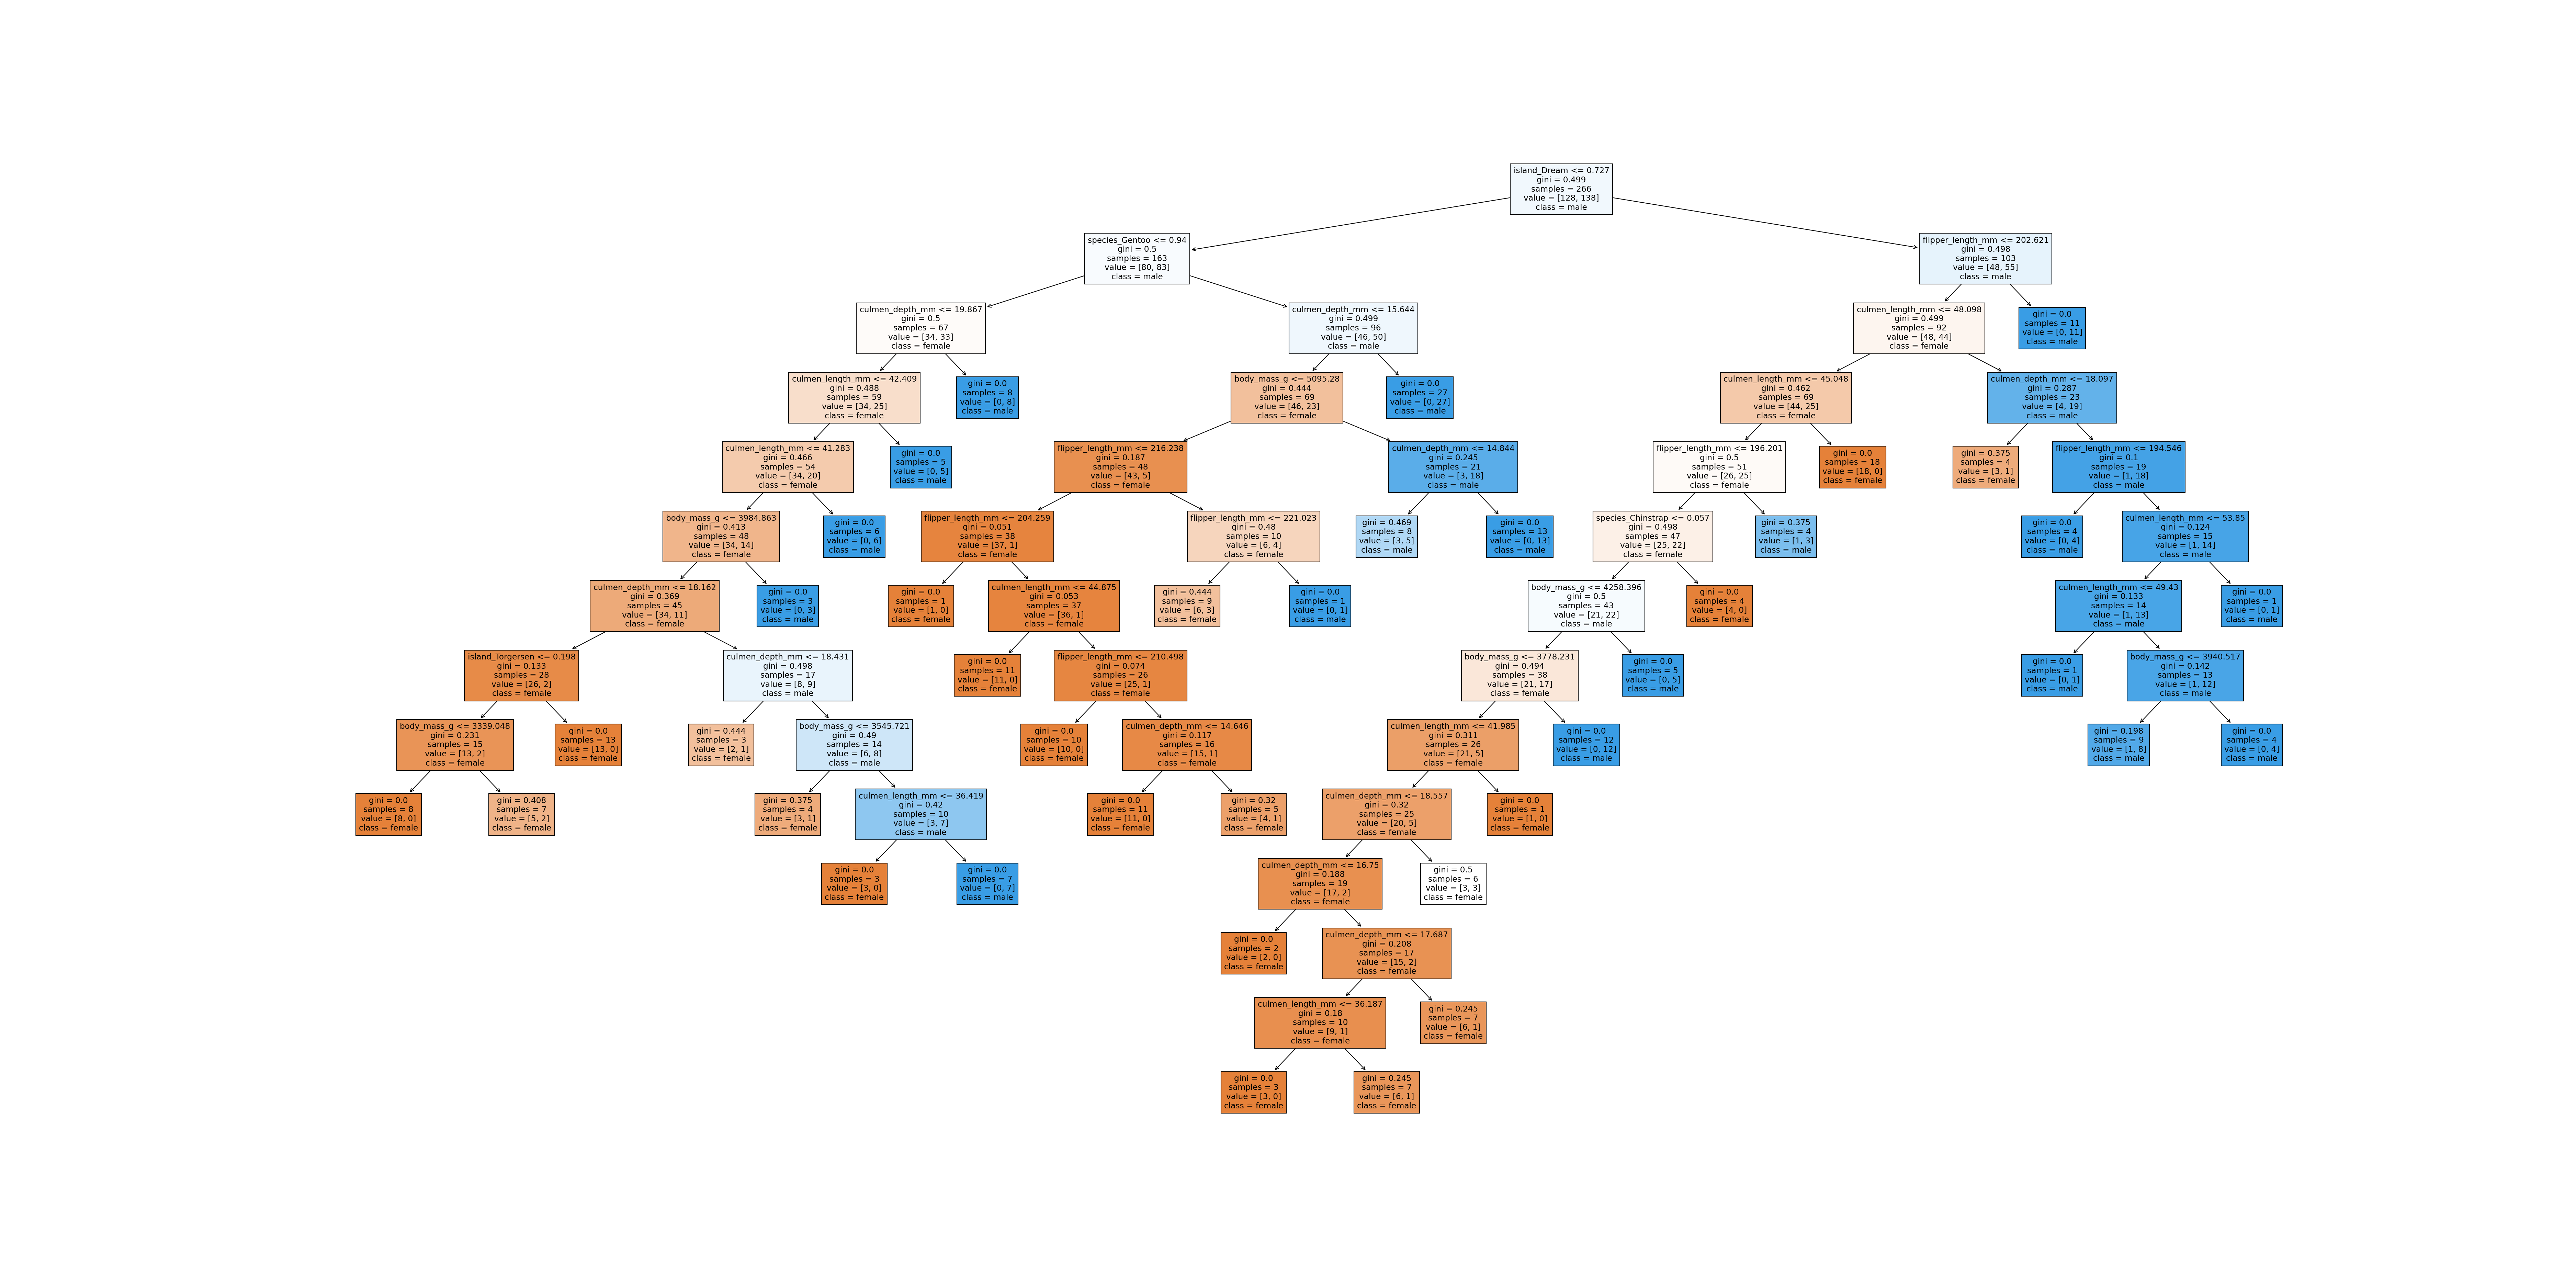 island_Dream <= 0.727
gini = 0.499
samples = 266
value = [128, 138]
class = male
species_Gentoo <= 0.94
gini = 0.5
samples = 163
value = [80, 83]
class = male
flipper_length_mm <= 202.621
gini = 0.498
samples = 103
value = [48, 55]
class = male
culmen_depth_mm <= 19.867
gini = 0.5
samples = 67
value = [34, 33]
class = female
culmen_depth_mm <= 15.644
gini = 0.499
samples = 96
value = [46, 50]
class = male
culmen_length_mm <= 48.098
gini = 0.499
samples = 92
value = [48, 44]
class = female
gini = 0.0
samples = 11
value = [0, 11]
class = male
culmen_length_mm <= 42.409
gini = 0.488
samples = 59
value = [34, 25]
class = female
gini = 0.0
samples = 8
value = [0, 8]
class = male
body_mass_g <= 5095.28
gini = 0.444
samples = 69
value = [46, 23]
class = female
gini = 0.0
samples = 27
value = [0, 27]
class = male
culmen_length_mm <= 45.048
gini = 0.462
samples = 69
value = [44, 25]
class = female
culmen_depth_mm <= 18.097
gini = 0.287
samples = 23
value = [4, 19]
class = male
culmen_length_mm <= 41.283
gini = 0.466
samples = 54
value = [34, 20]
class = female
gini = 0.0
samples = 5
value = [0, 5]
class = male
flipper_length_mm <= 216.238
gini = 0.187
samples = 48
value = [43, 5]
class = female
culmen_depth_mm <= 14.844
gini = 0.245
samples = 21
value = [3, 18]
class = male
flipper_length_mm <= 196.201
gini = 0.5
samples = 51
value = [26, 25]
class = female
gini = 0.0
samples = 18
value = [18, 0]
class = female
gini = 0.375
samples = 4
value = [3, 1]
class = female
flipper_length_mm <= 194.546
gini = 0.1
samples = 19
value = [1, 18]
class = male
body_mass_g <= 3984.863
gini = 0.413
samples = 48
value = [34, 14]
class = female
gini = 0.0
samples = 6
value = [0, 6]
class = male
flipper_length_mm <= 204.259
gini = 0.051
samples = 38
value = [37, 1]
class = female
flipper_length_mm <= 221.023
gini = 0.48
samples = 10
value = [6, 4]
class = female
gini = 0.469
samples = 8
value = [3, 5]
class = male
gini = 0.0
samples = 13
value = [0, 13]
class = male
species_Chinstrap <= 0.057
gini = 0.498
samples = 47
value = [25, 22]
class = female
gini = 0.375
samples = 4
value = [1, 3]
class = male
gini = 0.0
samples = 4
value = [0, 4]
class = male
culmen_length_mm <= 53.85
gini = 0.124
samples = 15
value = [1, 14]
class = male
culmen_depth_mm <= 18.162
gini = 0.369
samples = 45
value = [34, 11]
class = female
gini = 0.0
samples = 3
value = [0, 3]
class = male
gini = 0.0
samples = 1
value = [1, 0]
class = female
culmen_length_mm <= 44.875
gini = 0.053
samples = 37
value = [36, 1]
class = female
gini = 0.444
samples = 9
value = [6, 3]
class = female
gini = 0.0
samples = 1
value = [0, 1]
class = male
body_mass_g <= 4258.396
gini = 0.5
samples = 43
value = [21, 22]
class = male
gini = 0.0
samples = 4
value = [4, 0]
class = female
culmen_length_mm <= 49.43
gini = 0.133
samples = 14
value = [1, 13]
class = male
gini = 0.0
samples = 1
value = [0, 1]
class = male
island_Torgersen <= 0.198
gini = 0.133
samples = 28
value = [26, 2]
class = female
culmen_depth_mm <= 18.431
gini = 0.498
samples = 17
value = [8, 9]
class = male
gini = 0.0
samples = 11
value = [11, 0]
class = female
flipper_length_mm <= 210.498
gini = 0.074
samples = 26
value = [25, 1]
class = female
body_mass_g <= 3778.231
gini = 0.494
samples = 38
value = [21, 17]
class = female
gini = 0.0
samples = 5
value = [0, 5]
class = male
gini = 0.0
samples = 1
value = [0, 1]
class = male
body_mass_g <= 3940.517
gini = 0.142
samples = 13
value = [1, 12]
class = male
body_mass_g <= 3339.048
gini = 0.231
samples = 15
value = [13, 2]
class = female
gini = 0.0
samples = 13
value = [13, 0]
class = female
gini = 0.444
samples = 3
value = [2, 1]
class = female
body_mass_g <= 3545.721
gini = 0.49
samples = 14
value = [6, 8]
class = male
gini = 0.0
samples = 10
value = [10, 0]
class = female
culmen_depth_mm <= 14.646
gini = 0.117
samples = 16
value = [15, 1]
class = female
culmen_length_mm <= 41.985
gini = 0.311
samples = 26
value = [21, 5]
class = female
gini = 0.0
samples = 12
value = [0, 12]
class = male
gini = 0.198
samples = 9
value = [1, 8]
class = male
gini = 0.0
samples = 4
value = [0, 4]
class = male
gini = 0.0
samples = 8
value = [8, 0]
class = female
gini = 0.408
samples = 7
value = [5, 2]
class = female
gini = 0.375
samples = 4
value = [3, 1]
class = female
culmen_length_mm <= 36.419
gini = 0.42
samples = 10
value = [3, 7]
class = male
gini = 0.0
samples = 11
value = [11, 0]
class = female
gini = 0.32
samples = 5
value = [4, 1]
class = female
culmen_depth_mm <= 18.557
gini = 0.32
samples = 25
value = [20, 5]
class = female
gini = 0.0
samples = 1
value = [1, 0]
class = female
gini = 0.0
samples = 3
value = [3, 0]
class = female
gini = 0.0
samples = 7
value = [0, 7]
class = male
culmen_depth_mm <= 16.75
gini = 0.188
samples = 19
value = [17, 2]
class = female
gini = 0.5
samples = 6
value = [3, 3]
class = female
gini = 0.0
samples = 2
value = [2, 0]
class = female
culmen_depth_mm <= 17.687
gini = 0.208
samples = 17
value = [15, 2]
class = female
culmen_length_mm <= 36.187
gini = 0.18
samples = 10
value = [9, 1]
class = female
gini = 0.245
samples = 7
value = [6, 1]
class = female
gini = 0.0
samples = 3
value = [3, 0]
class = female
gini = 0.245
samples = 7
value = [6, 1]
class = female